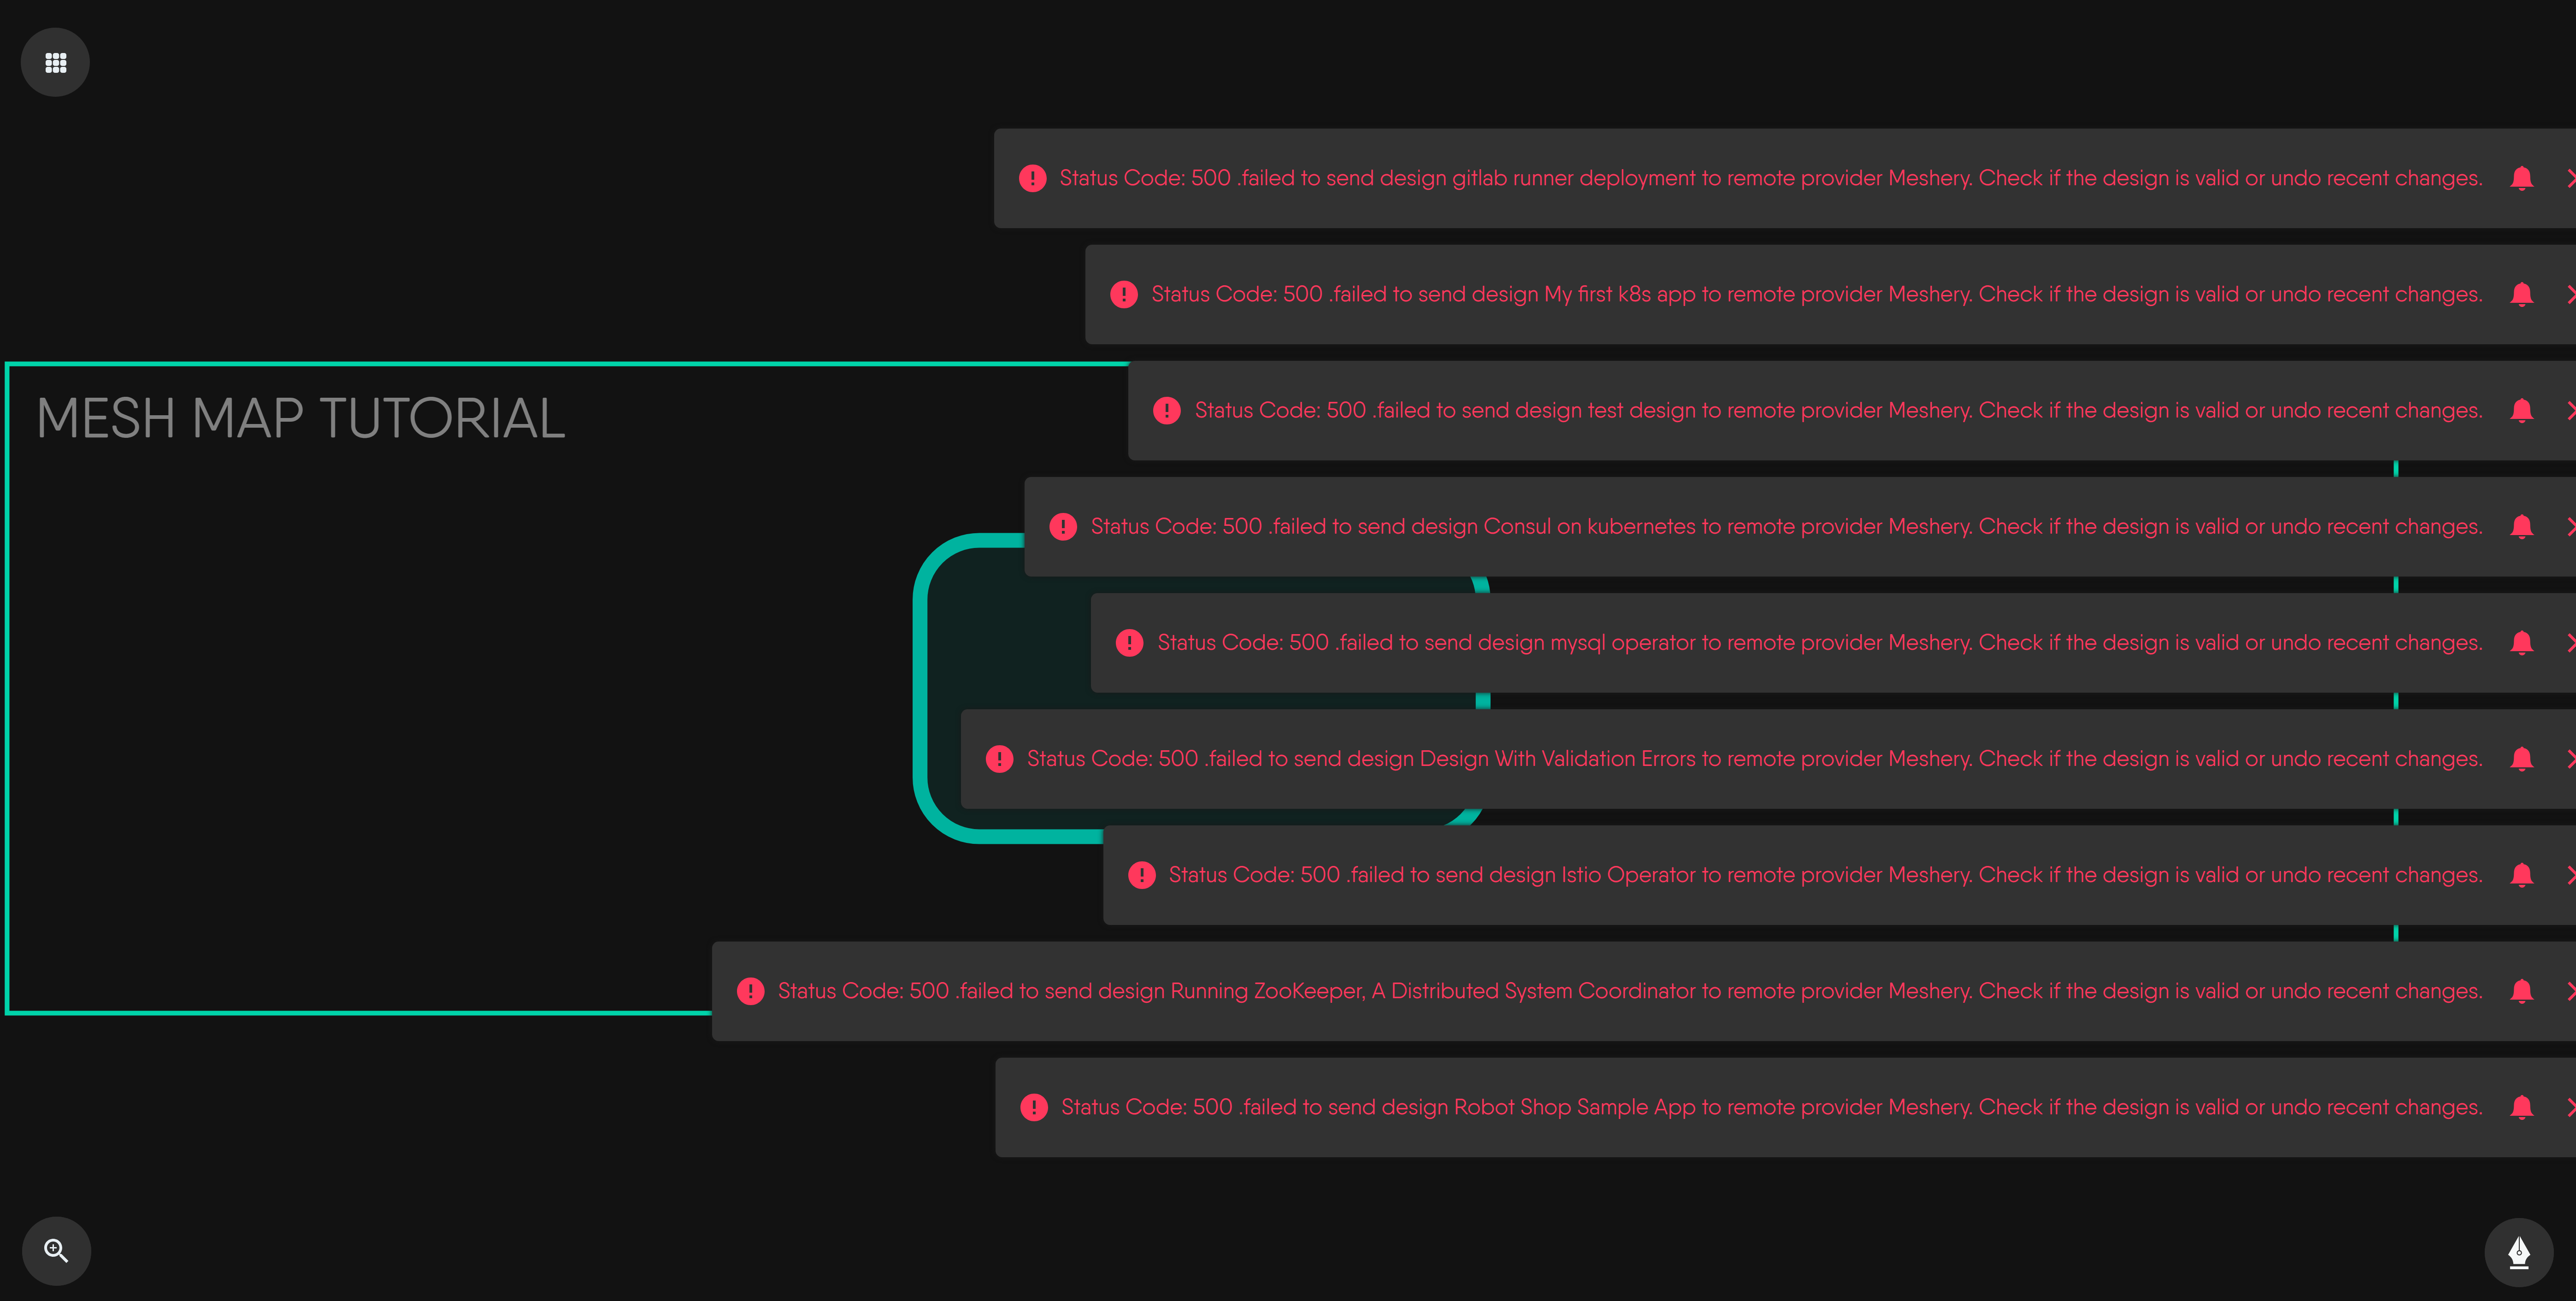 Status Code: 500 .failed to send design gitlab runner deployment to remote provider Meshery. Check if the design is valid or undo recent changes.
Status Code: 500 .failed to send design My first k8s app to remote provider Meshery. Check if the design is valid or undo recent changes.
MESH MAP TUTORIAL
Status Code: 500 .failed to send design test design to remote provider Meshery. Check if the design is valid or undo recent changes.
Status Code: 500 .failed to send design Consul on kubernetes to remote provider Meshery. Check if the design is valid or undo recent changes.
Status Code: 500 .failed to send design mysql operator to remote provider Meshery. Check if the design is valid or undo recent changes.
Status Code: 500 .failed to send design Design With Validation Errors to remote provider Meshery. Check if the design is valid or undo recent changes.
Status Code: 500 .failed to send design Istio Operator to remote provider Meshery. Check if the design is valid or undo recent changes.
Status Code: 500 .failed to send design Running ZooKeeper, A Distributed System Coordinator to remote provider Meshery. Check if the design is valid or undo recent changes.
Status Code: 500 .failed to send design Robot Shop Sample App to remote provider Meshery. Check if the design is valid or undo recent changes.